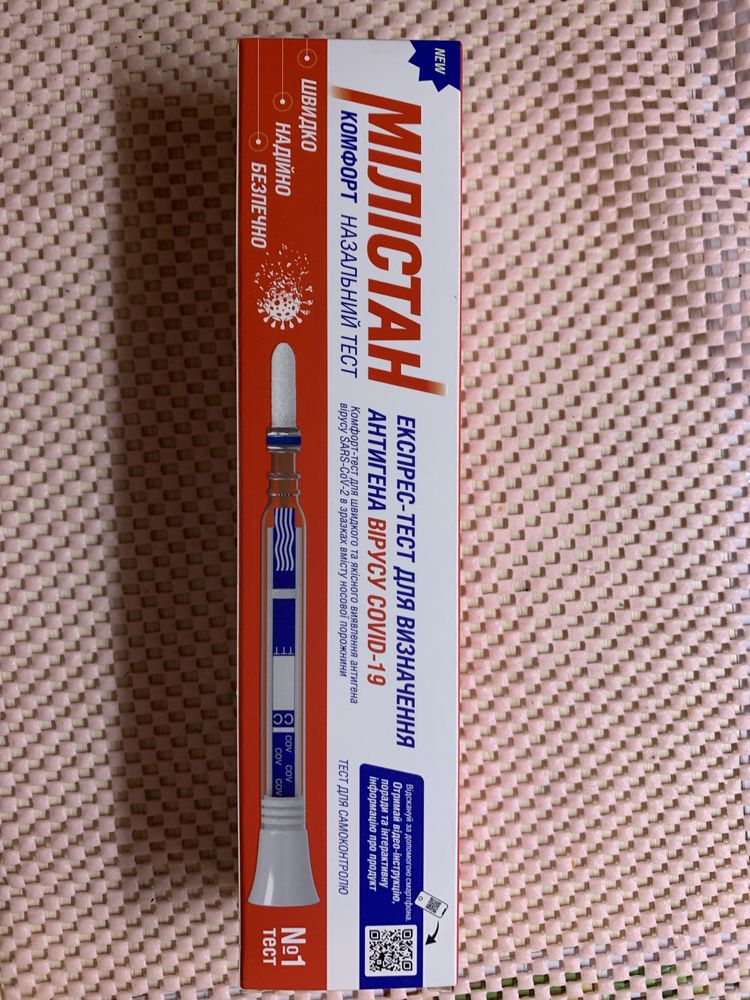 NEW
МІЛІСТАН
КОМФОРТ НАЗАЛЬНИЙ ТЕСТ
ЕКСПРЕС-ТЕСТ ДЛЯ ВИЗНАЧЕННЯ
АНТИГЕНА ВІРУСУ COVID-19
Комфорт-тест для швидкого та якісного виявлення антигена
вірусу SARS-CoV-2 в зразках вмісту носової порожнини
ТЕСТ ДЛЯ САМОКОНТРОЛЮ
Відскануй за допомогою смартфона.
Отримай відео-інструкцію,
поради та інтерактивну
інформацію про продукт
ШВИДКО
НАДІЙНО
БЕЗПЕЧНО
T
C C
COV COV
COV COV
№1
тест